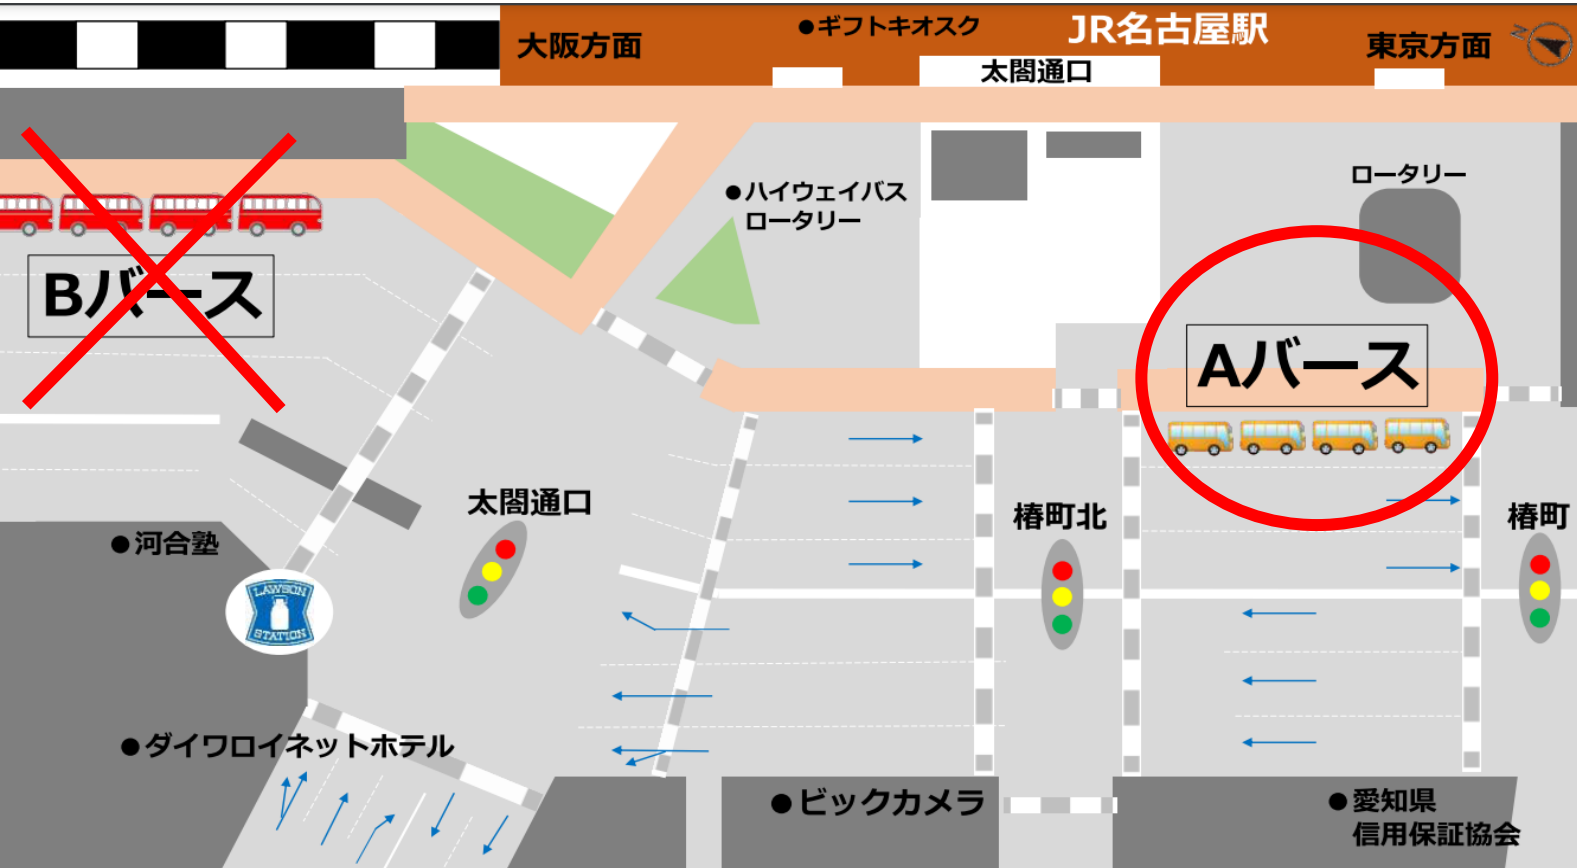 ●ギフトキオスク
JR名古屋駅
大阪方面
東京方面
N
太閤通口
●ハイウェイバス
ロータリー
ロータリー
Bバース
Aバース
太閤通口
椿町北
椿町
●河合塾
LAWSON
STATION
●ダイワロイネットホテル
●ビックカメラ
●愛知県
信用保証協会